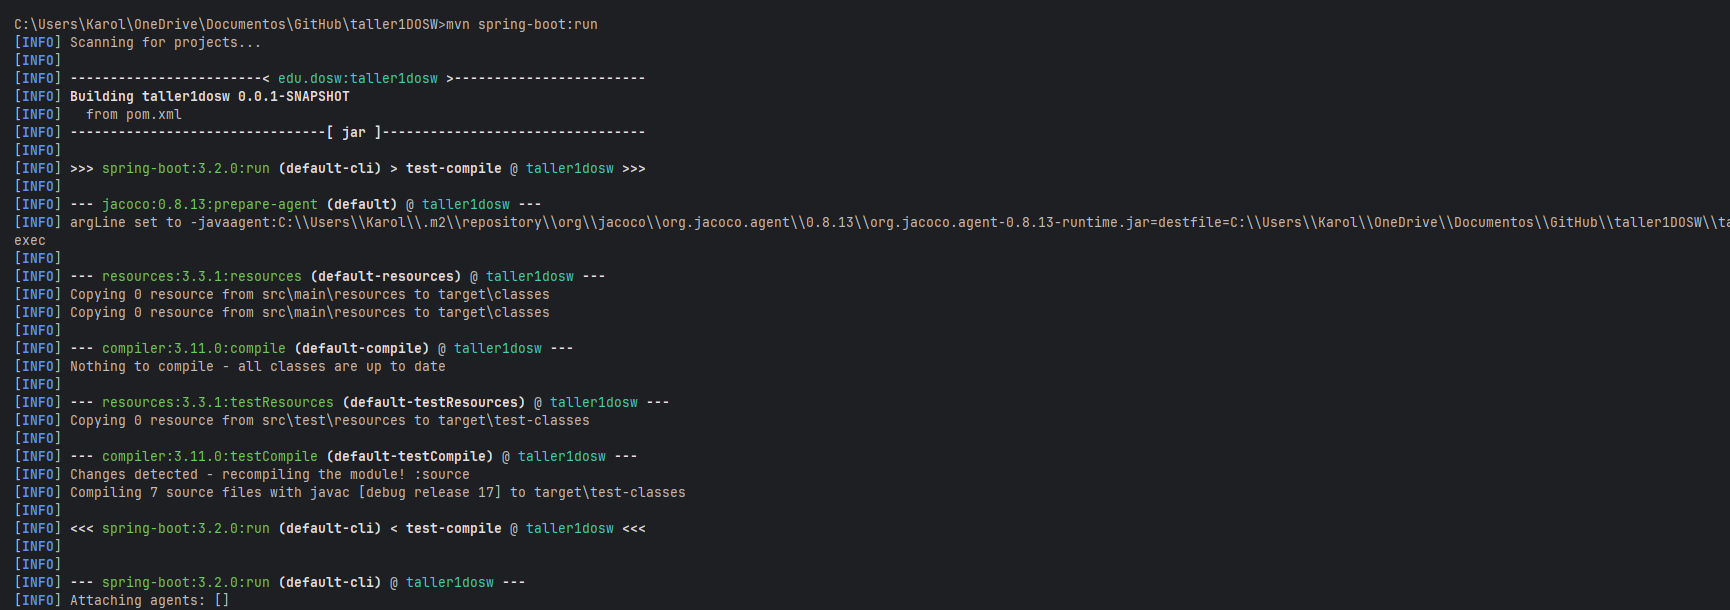 C:\Users\Karol\OneDrive\Documentos\GitHub\taller1DOSW>mvn spring-boot:run
[INFO] Scanning for projects...
[INFO]
[INFO] ------------------------< edu.dosw:taller1dosw >------------------------
[INFO] Building taller1dosw 0.0.1-SNAPSHOT
[INFO]   from pom.xml
[INFO] --------------------------------[ jar ]---------------------------------
[INFO]
[INFO] >>> spring-boot:3.2.0:run (default-cli) > test-compile @ taller1dosw >>>
[INFO]
[INFO] --- jacoco:0.8.13:prepare-agent (default) @ taller1dosw ---
[INFO] argLine set to -javaagent:C:\\Users\\Karol\\.m2\\repository\\org\\jacoco\\org.jacoco.agent\\0.8.13\\org.jacoco.agent-0.8.13-runtime.jar=destfile=C:\\Users\\Karol\\OneDrive\\Documentos\\GitHub\\taller1DOSW\\ta
exec
[INFO]
[INFO] --- resources:3.3.1:resources (default-resources) @ taller1dosw ---
[INFO] Copying 0 resource from src\main\resources to target\classes
[INFO] Copying 0 resource from src\main\resources to target\classes
[INFO]
[INFO] --- compiler:3.11.0:compile (default-compile) @ taller1dosw ---
[INFO] Nothing to compile - all classes are up to date
[INFO]
[INFO] --- resources:3.3.1:testResources (default-testResources) @ taller1dosw ---
[INFO] Copying 0 resource from src\test\resources to target\test-classes
[INFO]
[INFO] --- compiler:3.11.0:testCompile (default-testCompile) @ taller1dosw ---
[INFO] Changes detected - recompiling the module! :source
[INFO] Compiling 7 source files with javac [debug release 17] to target\test-classes
[INFO]
[INFO] <<< spring-boot:3.2.0:run (default-cli) < test-compile @ taller1dosw <<<
[INFO]
[INFO]
[INFO] --- spring-boot:3.2.0:run (default-cli) @ taller1dosw ---
[INFO] Attaching agents: []